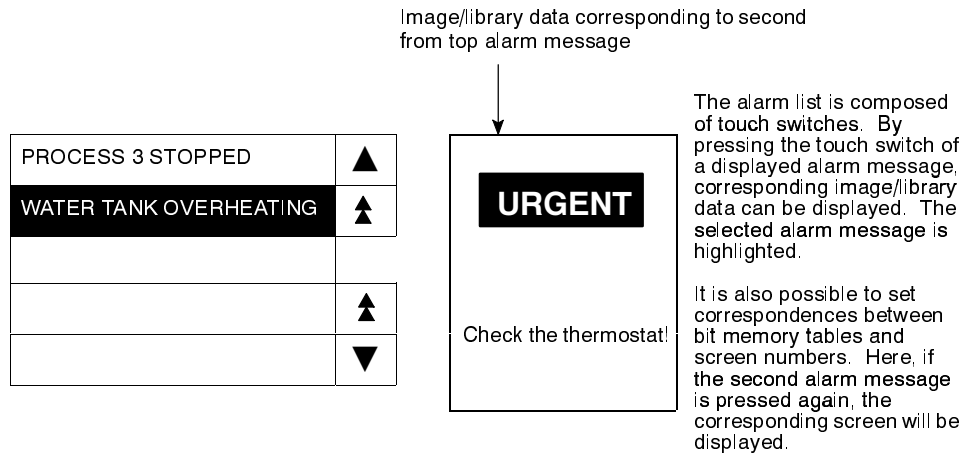 Image/library data corresponding to second
from top alarm message
PROCESS 3 STOPPED
WATER TANK OVERHEATING
URGENT
Check the thermostat!
The alarm list is composed
of touch switches. By
pressing the touch switch of
a displayed alarm message,
corresponding image/library
data can be displayed. The
selected alarm message is
highlighted.
It is also possible to set
correspondences between
bit memory tables and
screen numbers. Here, if
the second alarm message
is pressed again, the
corresponding screen will be
displayed.